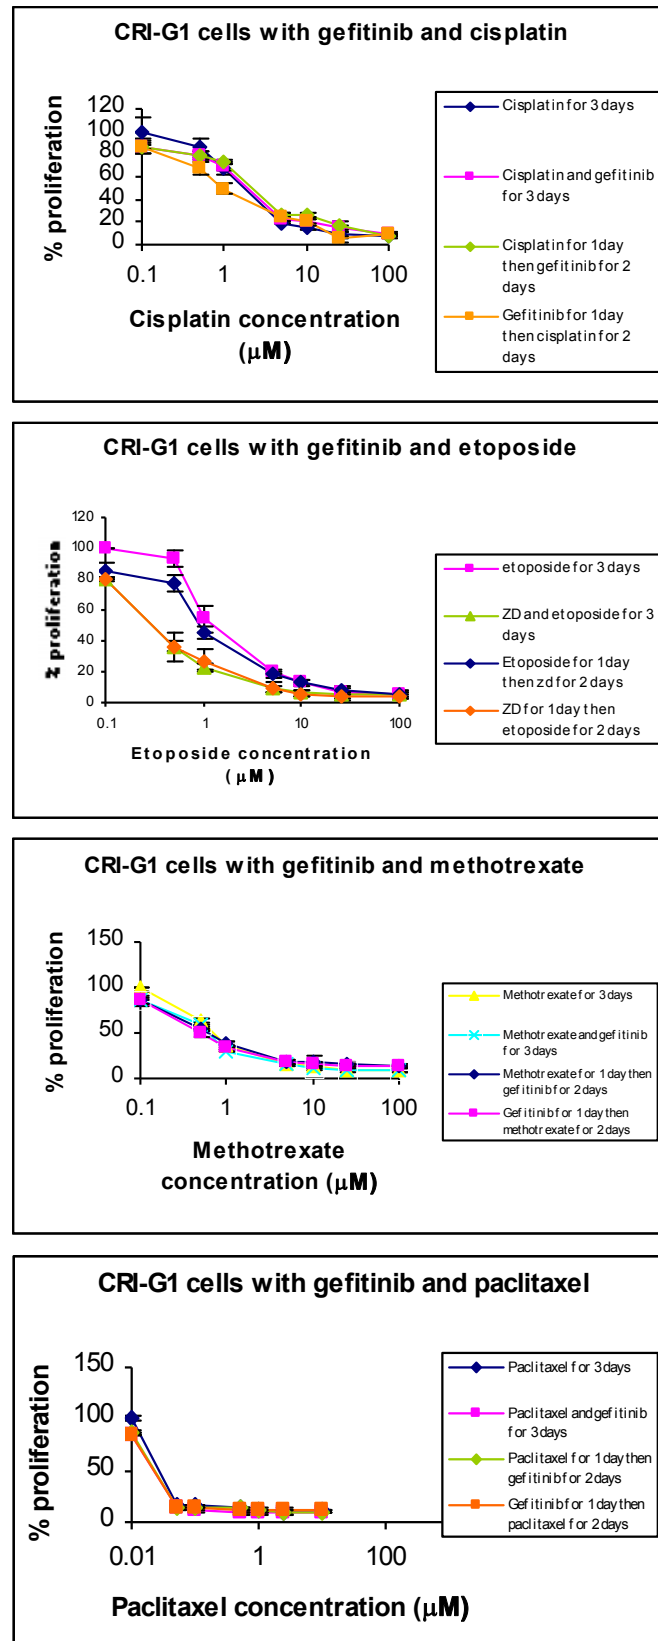 CRI-G1 cells with gefitinib and cisplatin
% proliferation
120
100
80
60
40
20
0
0.1
1
10
100
Cisplatin concentration
(μM)
Cisplatin for 3 days
Cisplatin and gefitinib
for 3 days
Cisplatin for 1day
then gefitinib for 2
days
Gefitinib for 1day
then cisplatin for 2
days
CRI-G1 cells with gefitinib and etoposide
% proliferation
120
100
80
60
40
20
0
0.1
1
10
100
Etoposide concentration
(μM)
etoposide for 3 days
ZD and etoposide for 3
days
Etoposide for 1day
then zd for 2 days
ZD for 1day then
etoposide for 2 days
CRI-G1 cells with gefitinib and methotrexate
% proliferation
150
100
50
0
0.1
1
10
100
Methotrexate
concentration (μM)
Methotrexate for 3 days
Methotrexate and gefitinib
for 3 days
Methotrexate for 1day then
gefitinib for 2 days
Gefitinib for 1 day then
methotrexate for 2 days
CRI-G1 cells with gefitinib and paclitaxel
% proliferation
150
100
50
0
0.01
1
100
Paclitaxel concentration (μM)
Paclitaxel for 3 days
Paclitaxel and gefitinib
for 3 days
Paclitaxel for 1 day then
gefitinib for 2 days
Gefitinib for 1 day then
paclitaxel for 2 days